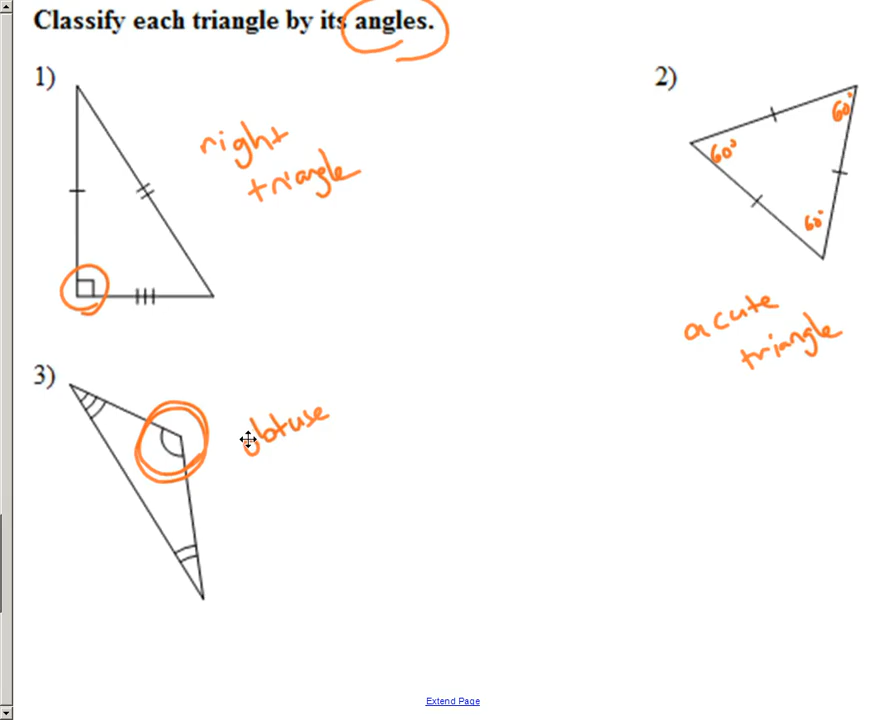 Classify each triangle by its angles.
1)
right
triangle
2)
60°
60°
60°
acute
triangle
3)
obtuse
Extend Page